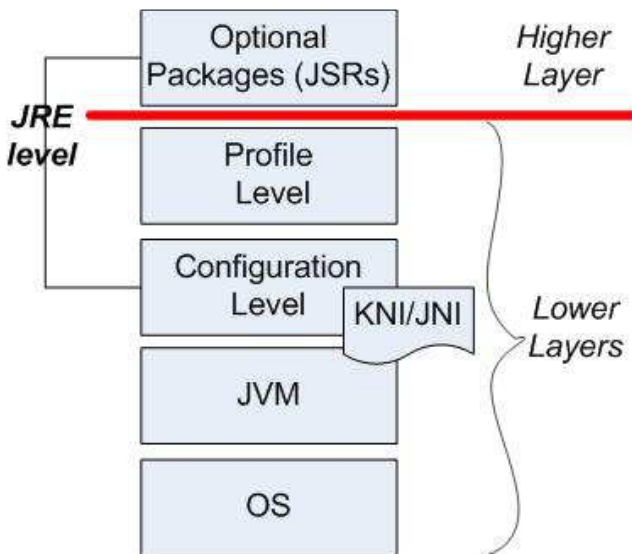 Optional
Packages (JSRs)
Higher
Layer
JRE
level
Profile
Level
Configuration
Level
KNI/JNI
Lower
Layers
JVM
OS